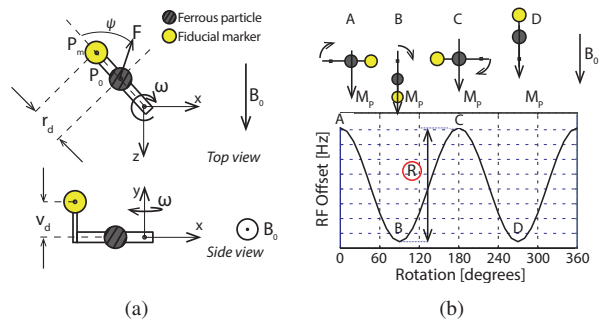 ψ
Ferrous particle
Fiducial marker
F
Pm
P0
ω
x
z
B0
rd
Top view
y
ω
vd
x
B0
Side view
(a)
(b)
A
B
C
D
MP
MP
MP
MP
B0
A
C
R
B
D
RF Offset [Hz]
0
60
120
180
240
300
360
Rotation [degrees]